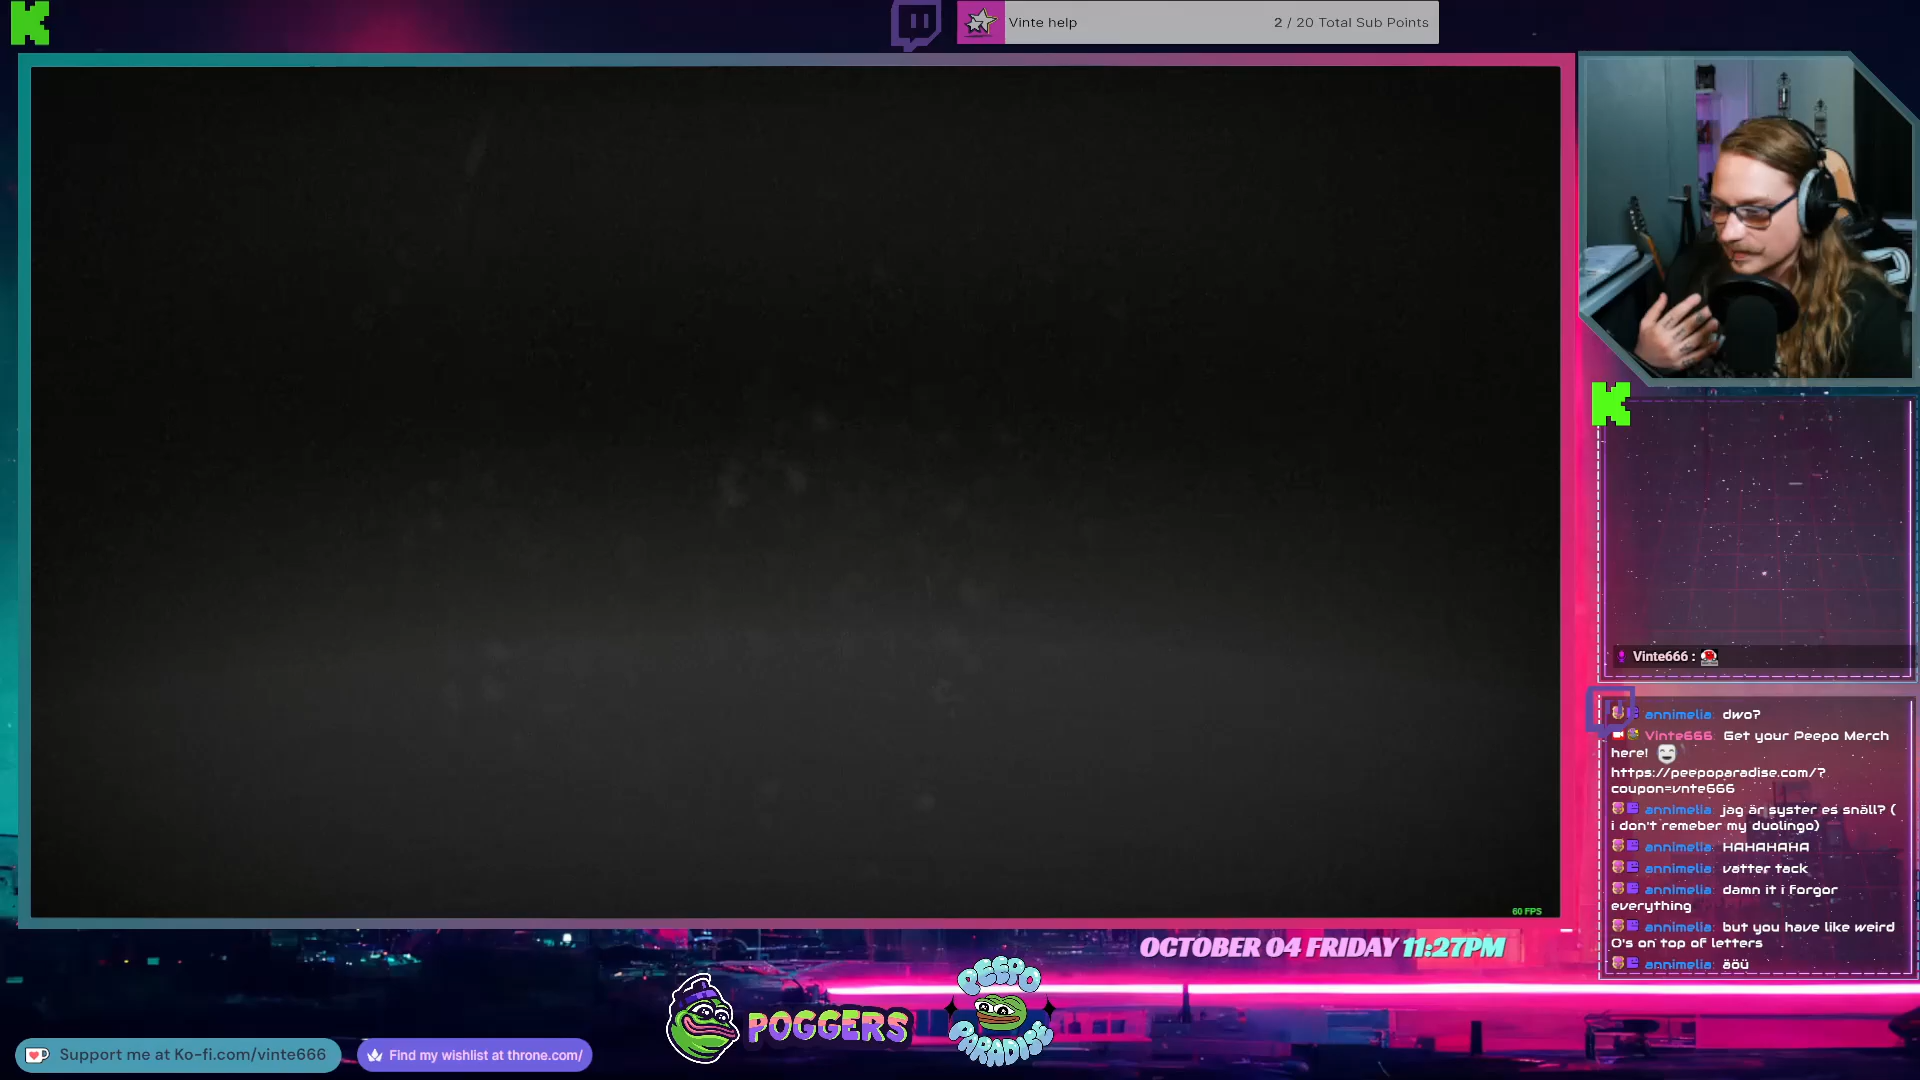 Vinte help
2 / 20 Total Sub Points
60 FPS
Vinte666 :
annimelia: dwo?
Vinte666: Get your Peepo Merch
here!
https://peepoparadise.com/?
coupon=vnte666
annimelia: jag är syster es snäll? (
i don't remeber my duolingo)
annimelia: HAHAHAHA
annimelia: vatter tack
annimelia: damn it i forgor
everything
annimelia: but you have like weird
O's on top of letters
annimelia: äöü
OCTOBER 04 FRIDAY 11:27PM
POGGERS
PEEPO
PARADISE
Support me at Ko-fi.com/vinte666
Find my wishlist at throne.com/